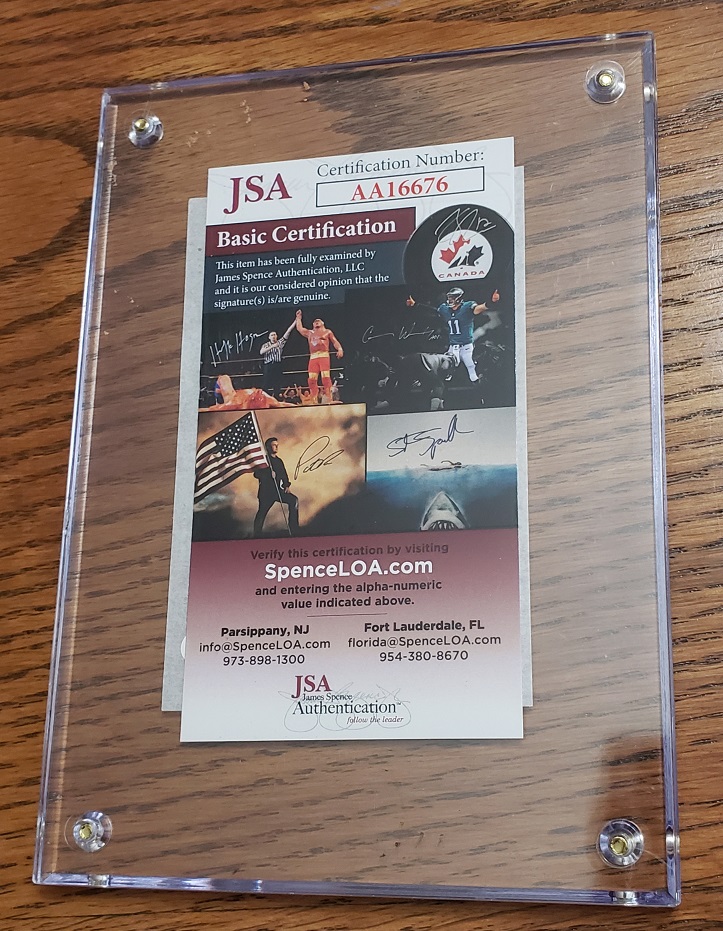 JSA
Certification Number:
AA16676
Basic Certification
This item has been fully examined by
James Spence Authentication, LLC
and it is our considered opinion that the
signature(s) is/are genuine.
CANADA
11
Verify this certification by visiting
SpenceLOA.com
and entering the alpha-numeric
value indicated above.
Parsippany, NJ
info@SpenceLOA.com
973-898-1300
Fort Lauderdale, FL
florida@SpenceLOA.com
954-380-8670
JSA
James Spence
Authentication™
follow the leader